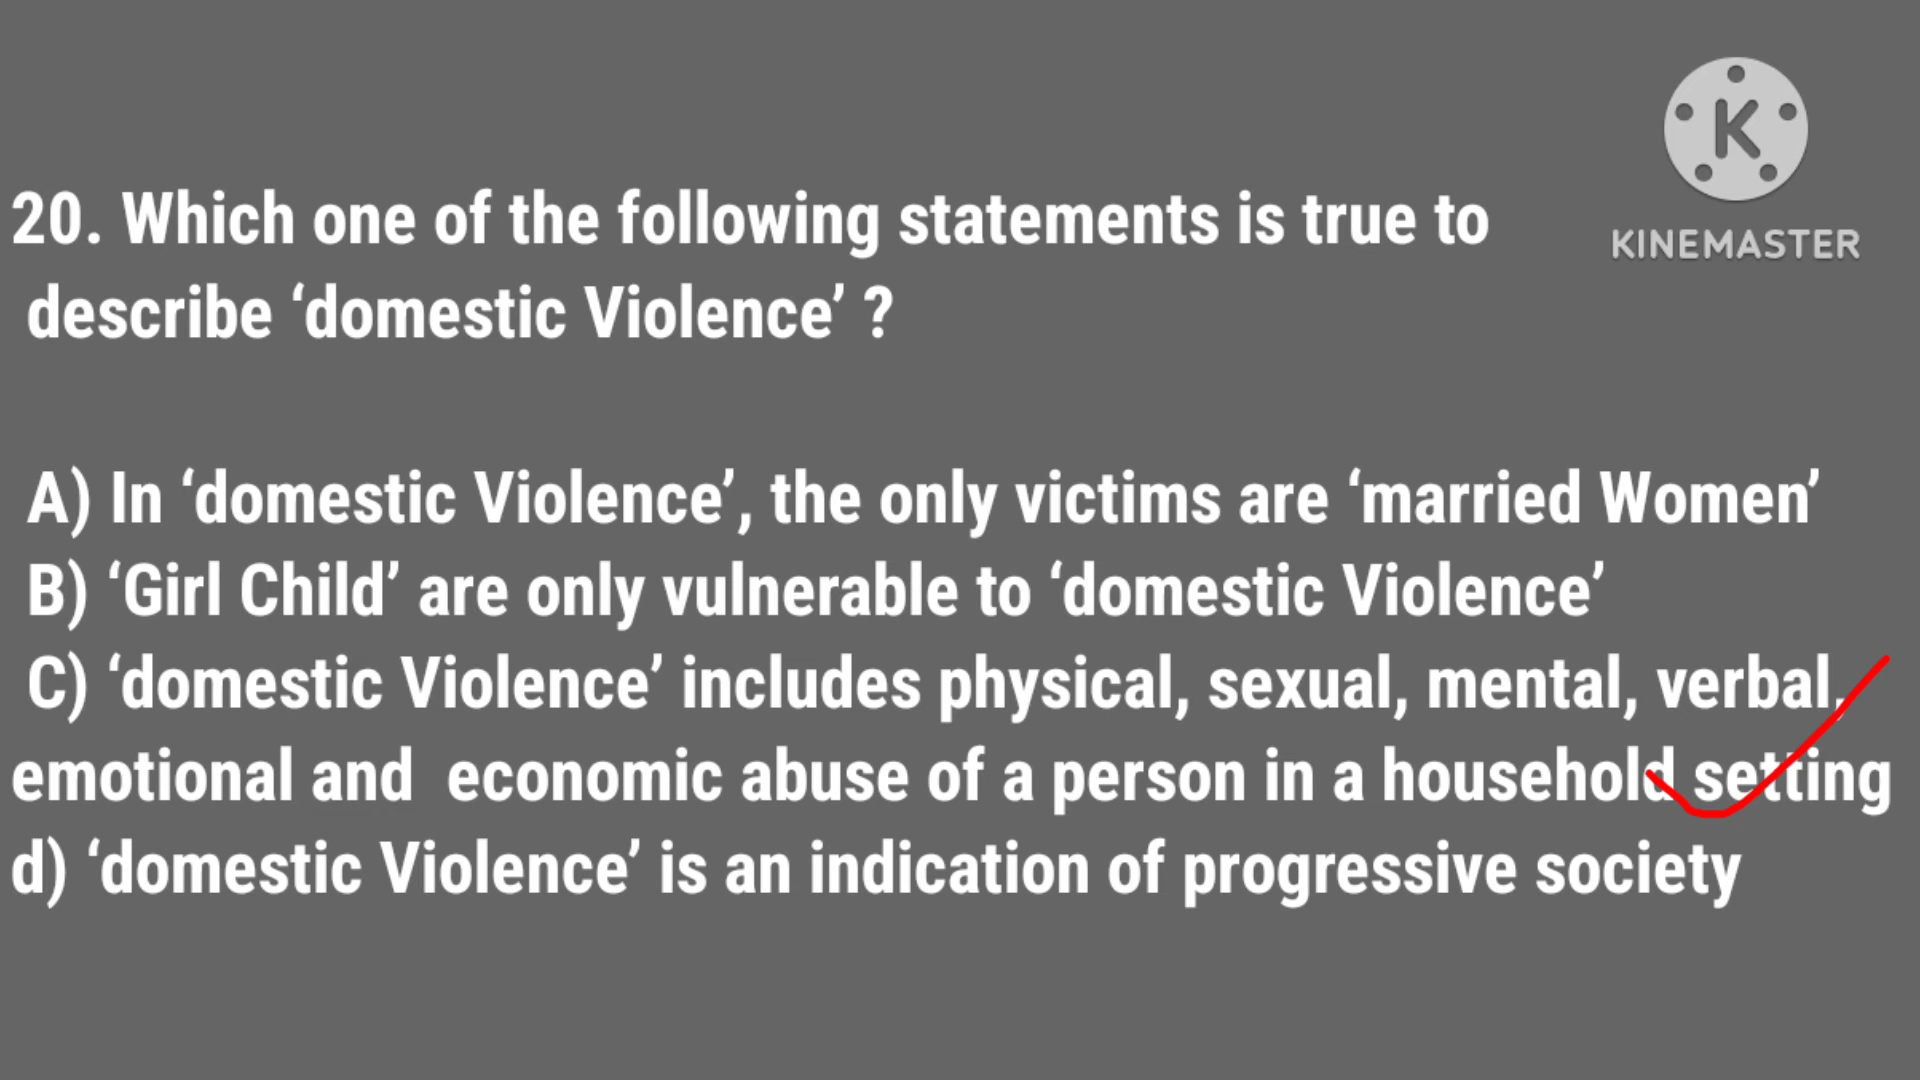 KINEMASTER
20. Which one of the following statements is true to
describe ‘domestic Violence’ ?
A) In ‘domestic Violence’, the only victims are ‘married Women’
B) ‘Girl Child’ are only vulnerable to ‘domestic Violence’
C) ‘domestic Violence’ includes physical, sexual, mental, verbal,
emotional and economic abuse of a person in a household setting
d) ‘domestic Violence’ is an indication of progressive society